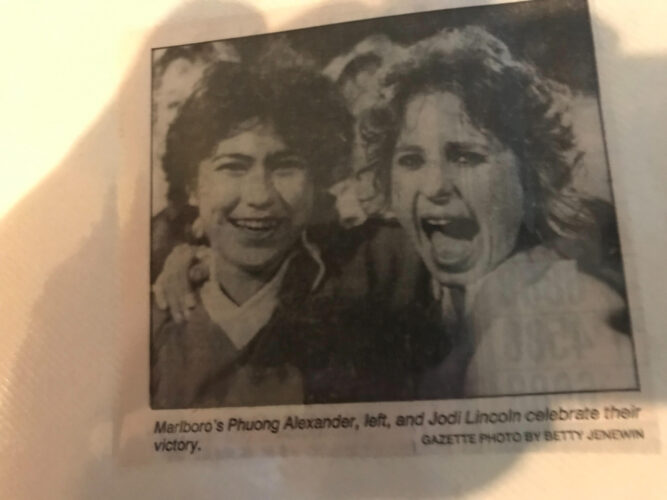 Marlboro's Phuong Alexander, left, and Jodi Lincoln celebrate their
victory.
GAZETTE PHOTO BY BETTY JENEWIN